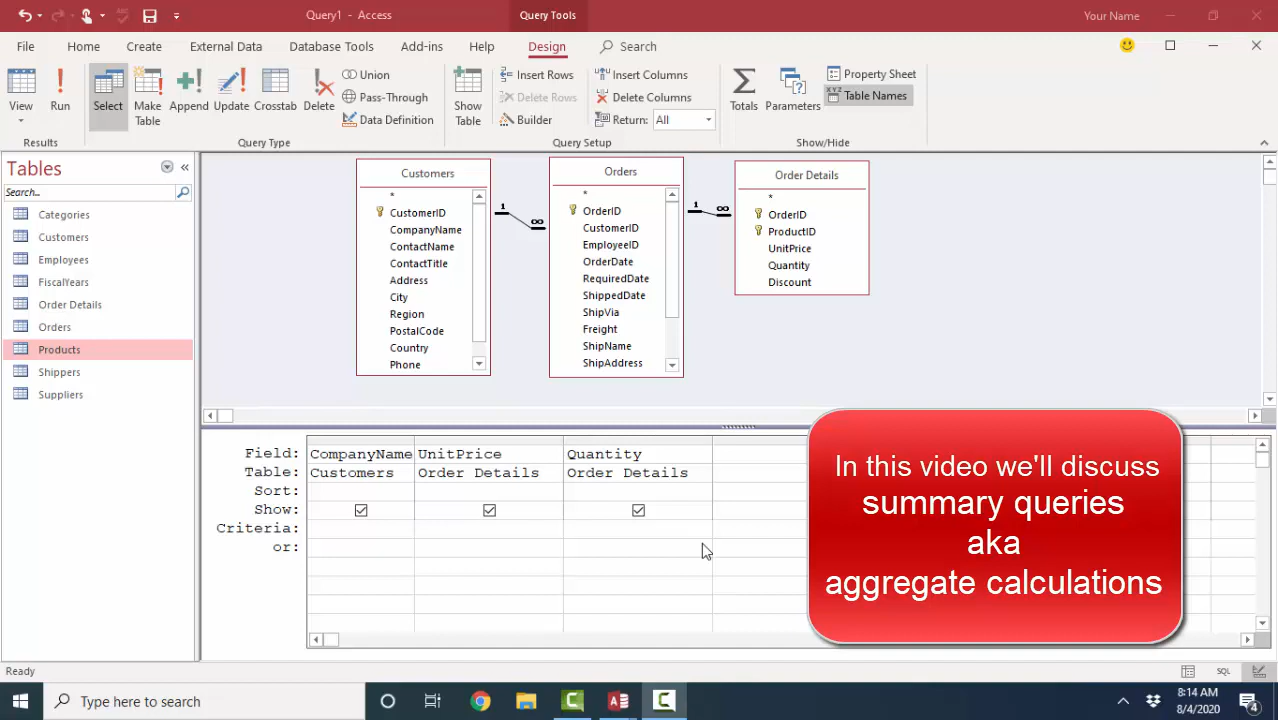 Query1 - Access
Query Tools
Your Name
File Home Create External Data Database Tools Add-ins Help Design Search
View
Run
Select
Make Table
Append
Update
Crosstab
Delete
Union
Pass-Through
Data Definition
Show Table
Insert Rows
Delete Rows
Builder
Insert Columns
Delete Columns
Return: All
Totals
Parameters
Property Sheet
XYZ Table Names
Results
Query Type
Query Setup
Show/Hide
Tables
Search...
Categories
Customers
Employees
FiscalYears
Order Details
Orders
Products
Shippers
Suppliers
Customers
*
CustomerID
CompanyName
ContactName
ContactTitle
Address
City
Region
PostalCode
Country
Phone
1 ∞
Orders
*
OrderID
CustomerID
EmployeeID
OrderDate
RequiredDate
ShippedDate
ShipVia
Freight
ShipName
ShipAddress
1 ∞
Order Details
*
OrderID
ProductID
UnitPrice
Quantity
Discount
Field: CompanyName UnitPrice Quantity
Table: Customers Order Details Order Details
Sort:
Show:
Criteria:
or:
In this video we'll discuss
summary queries
aka
aggregate calculations
Ready
SQL
Type here to search
8:14 AM
8/4/2020
4